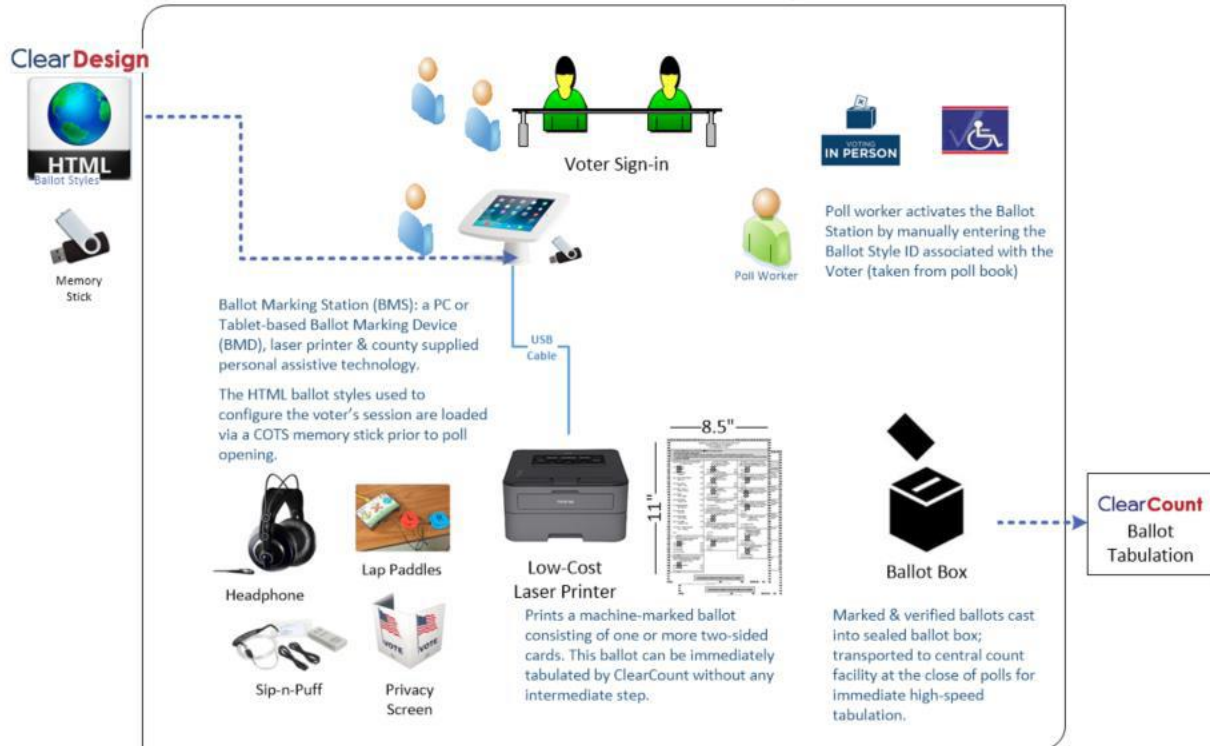 ClearDesign
HTML
Ballot Styles
Memory
Stick
Voter Sign-in
VOTING
IN PERSON
Poll Worker
Poll worker activates the Ballot
Station by manually entering the
Ballot Style ID associated with the
Voter (taken from poll book)
Ballot Marking Station (BMS): a PC or
Tablet-based Ballot Marking Device
(BMD), laser printer & county supplied
personal assistive technology.
The HTML ballot styles used to
configure the voter's session are loaded
via a COTS memory stick prior to poll
opening.
USB
Cable
Headphone
Lap Paddles
Sip-n-Puff
VOTE
VOTE
Privacy
Screen
Low-Cost
Laser Printer
8.5"
11"
Prints a machine-marked ballot
consisting of one or more two-sided
cards. This ballot can be immediately
tabulated by ClearCount without any
intermediate step.
Ballot Box
Marked & verified ballots cast
into sealed ballot box;
transported to central count
facility at the close of polls for
immediate high-speed
tabulation.
ClearCount
Ballot
Tabulation